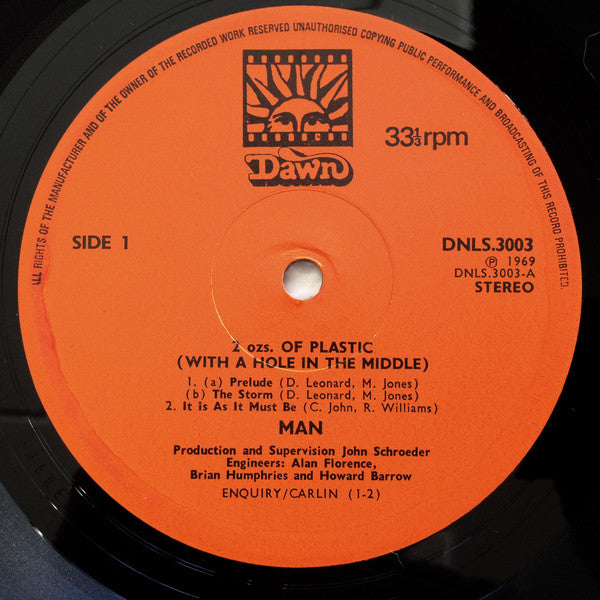 ALL RIGHTS OF THE MANUFACTURER AND OF THE OWNER OF THE RECORDED WORK RESERVED UNAUTHORISED COPYING PUBLIC PERFORMANCE AND BROADCASTING OF THIS RECORD PROHIBITED.
Dawn
33⅓rpm
SIDE 1
DNLS.3003
Ⓟ 1969
DNLS.3003-A
STEREO
2 ozs. OF PLASTIC
(WITH A HOLE IN THE MIDDLE)
1. (a) Prelude (D. Leonard, M. Jones)
(b) The Storm (D. Leonard, M. Jones)
2. It is As It Must Be (C. John, R. Williams)
MAN
Production and Supervision John Schroeder
Engineers: Alan Florence,
Brian Humphries and Howard Barrow
ENQUIRY/CARLIN (1-2)